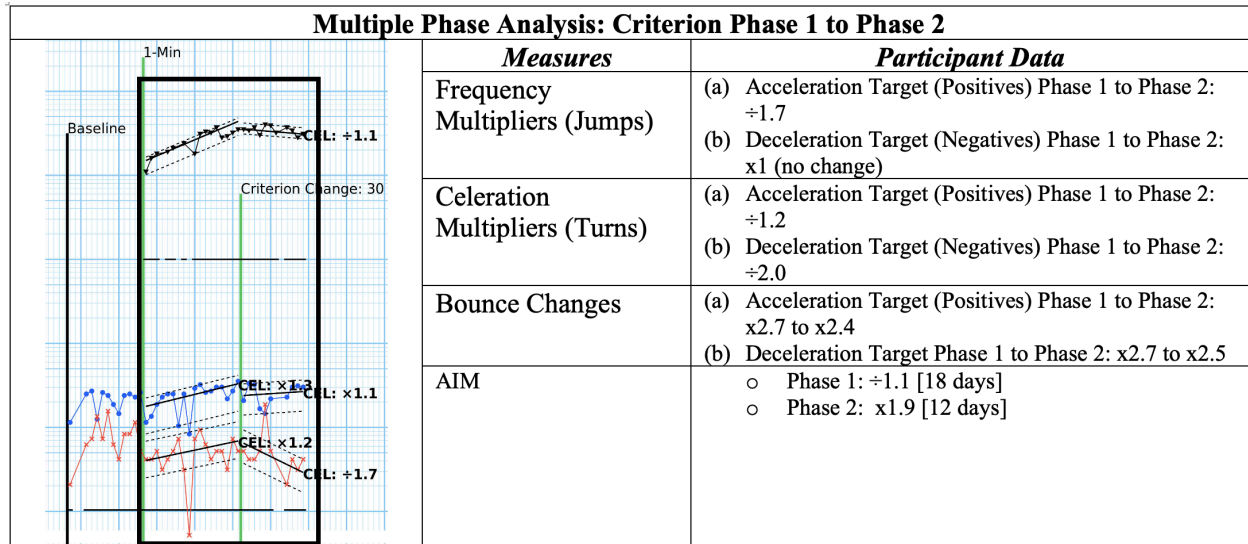 Multiple Phase Analysis: Criterion Phase 1 to Phase 2
1-Min
Baseline
CEL: ÷1.1
Criterion Change: 30
CEL: ×1.3
CEL: ×1.1
CEL: ×1.2
CEL: ÷1.7
Measures
Participant Data
Frequency
Multipliers (Jumps)
(a) Acceleration Target (Positives) Phase 1 to Phase 2:
÷1.7
(b) Deceleration Target (Negatives) Phase 1 to Phase 2:
x1 (no change)
Celeration
Multipliers (Turns)
(a) Acceleration Target (Positives) Phase 1 to Phase 2:
÷1.2
(b) Deceleration Target (Negatives) Phase 1 to Phase 2:
÷2.0
Bounce Changes
(a) Acceleration Target (Positives) Phase 1 to Phase 2:
x2.7 to x2.4
(b) Deceleration Target Phase 1 to Phase 2: x2.7 to x2.5
AIM
o Phase 1: ÷1.1 [18 days]
o Phase 2: x1.9 [12 days]